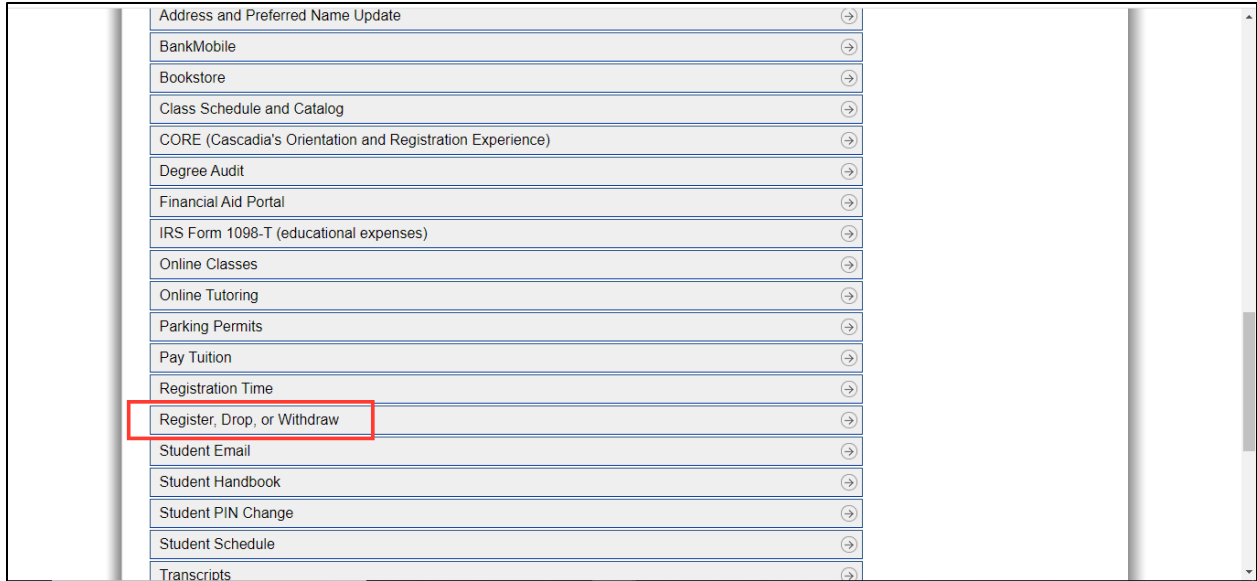 Address and Preferred Name Update
BankMobile
Bookstore
Class Schedule and Catalog
CORE (Cascadia's Orientation and Registration Experience)
Degree Audit
Financial Aid Portal
IRS Form 1098-T (educational expenses)
Online Classes
Online Tutoring
Parking Permits
Pay Tuition
Registration Time
Register, Drop, or Withdraw
Student Email
Student Handbook
Student PIN Change
Student Schedule
Transcripts